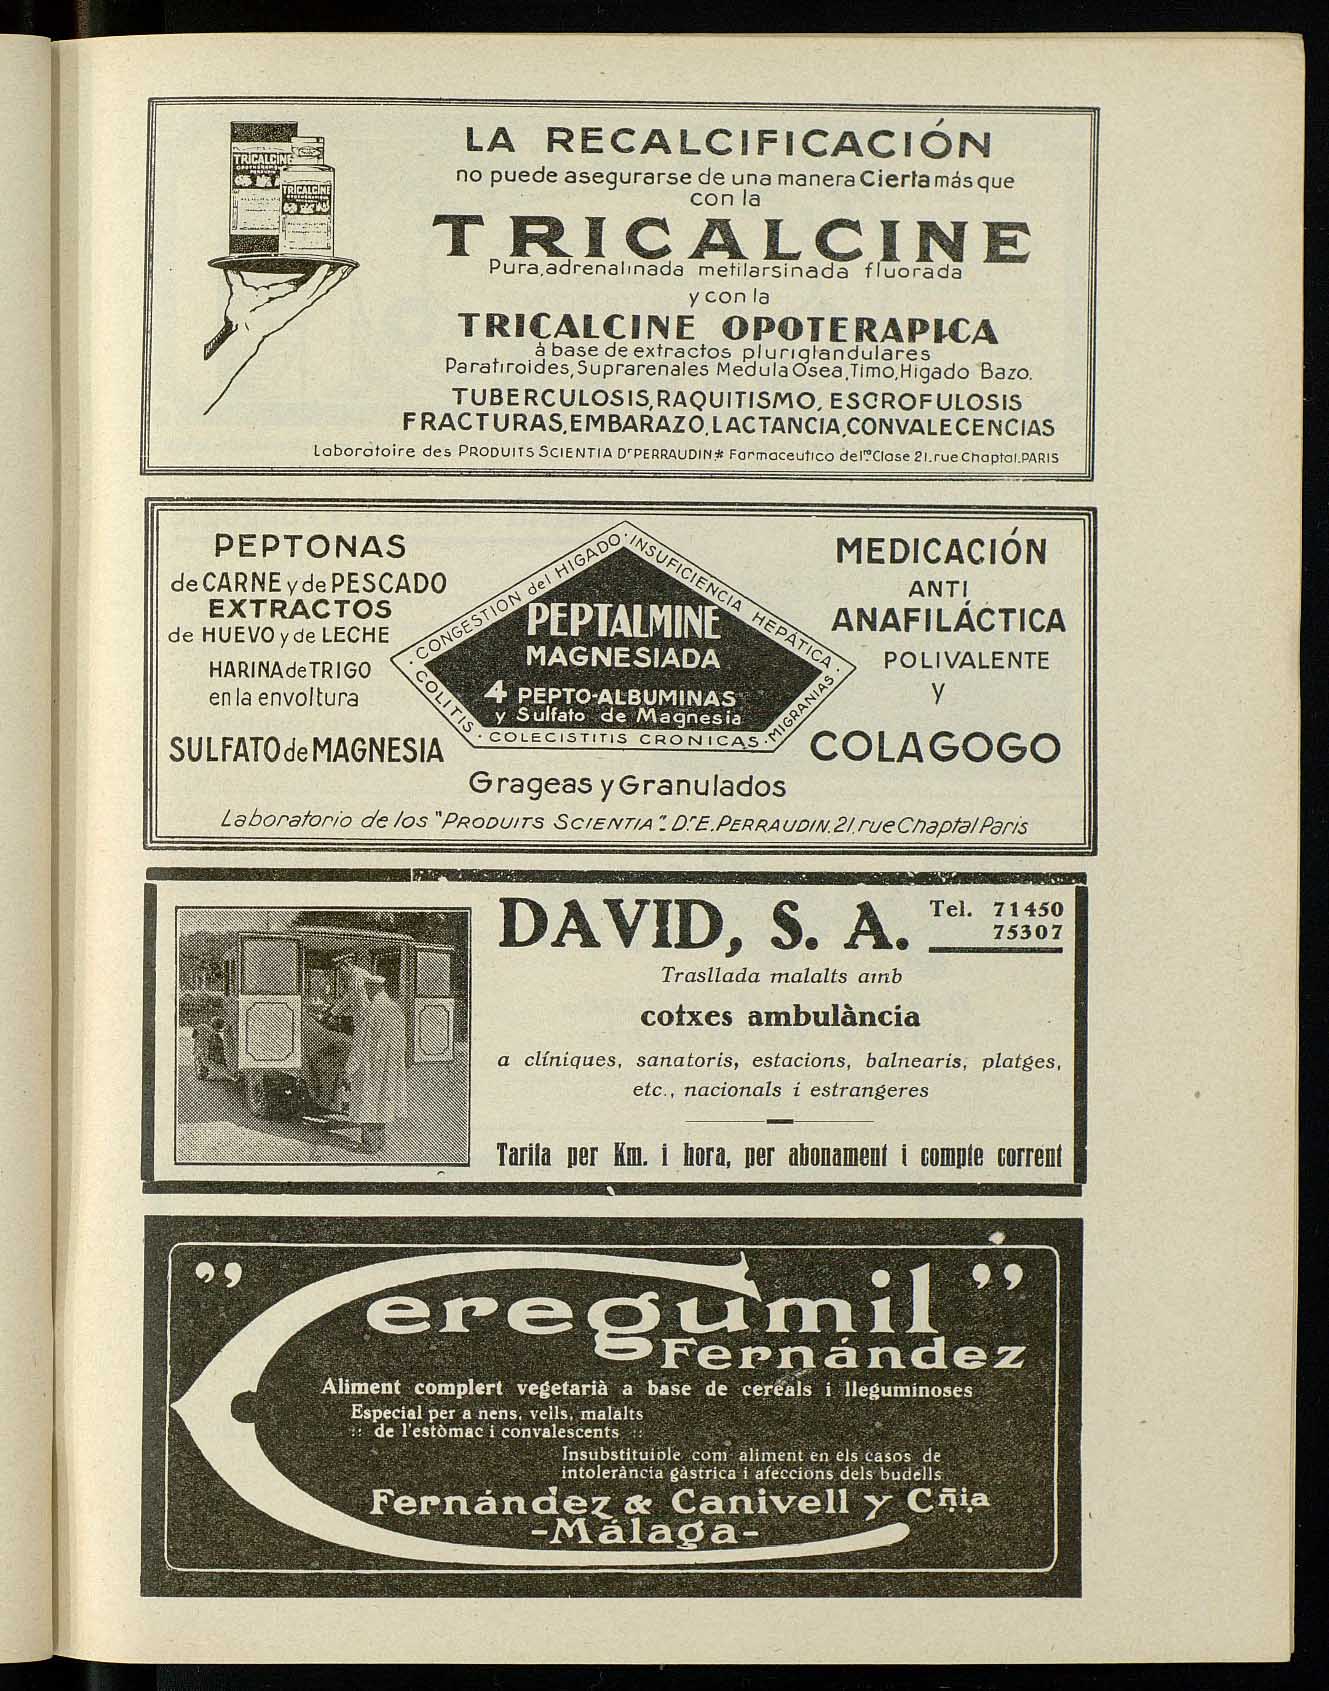 TRICALCINE
TRICALCINE
LA RECALCIFICACIÓN
no puede asegurarse de una manera Cierta más que
con la
TRICALCINE
Pura, adrenalinada metilarsinada fluorada
y con la
TRICALCINE OPOTERAPICA
à base de extractos pluriglandulares
Paratiroides, Suprarenales Medula Osea, Timo, Higado Bazo.
TUBERCULOSIS, RAQUITISMO, ESCROFULOSIS
FRACTURAS, EMBARAZO, LACTANCIA, CONVALECENCIAS
Laboratoire des PRODUITS SCIENTIA Dr PERRAUDIN * Farmaceutico de 1ra Clase 21. rue Chaptal. PARIS
PEPTONAS
de CARNE y de PESCADO
EXTRACTOS
de HUEVO y de LECHE
HARINA de TRIGO
en la envoltura
SULFATO de MAGNESIA
· CONGESTION del HIGADO · INSUFICIENCIA HEPÁTICA ·
PEPTALMINE
MAGNESIADA
4 PEPTO-ALBUMINAS
y Sulfato de Magnesia
· COLITIS · COLECISTITIS CRONICAS · MIGRANIAS
MEDICACIÓN
ANTI
ANAFILÁCTICA
POLIVALENTE
y
COLAGOGO
Grageas y Granulados
Laboratorio de los "PRODUITS SCIENTIA". Dr. E. PERRAUDIN. 21, rue Chaptal Paris
DAVID, S. A.
Tel. 71450
75307
Trasllada malalts amb
cotxes ambulància
a clíniques, sanatoris, estacions, balnearis, platges,
etc., nacionals i estrangeres
Tarifa per Km. i hora, per abonament i compte corrent
"Ceregumil"
Fernández
Aliment complert vegetarià a base de cereals i lleguminoses
Especial per a nens, vells, malalts
:: de l'estòmac i convalescents ::
Insubstituible com aliment en els casos de
intolerància gàstrica i afeccions dels budells
Fernández & Canivell y Cñia
-Málaga-